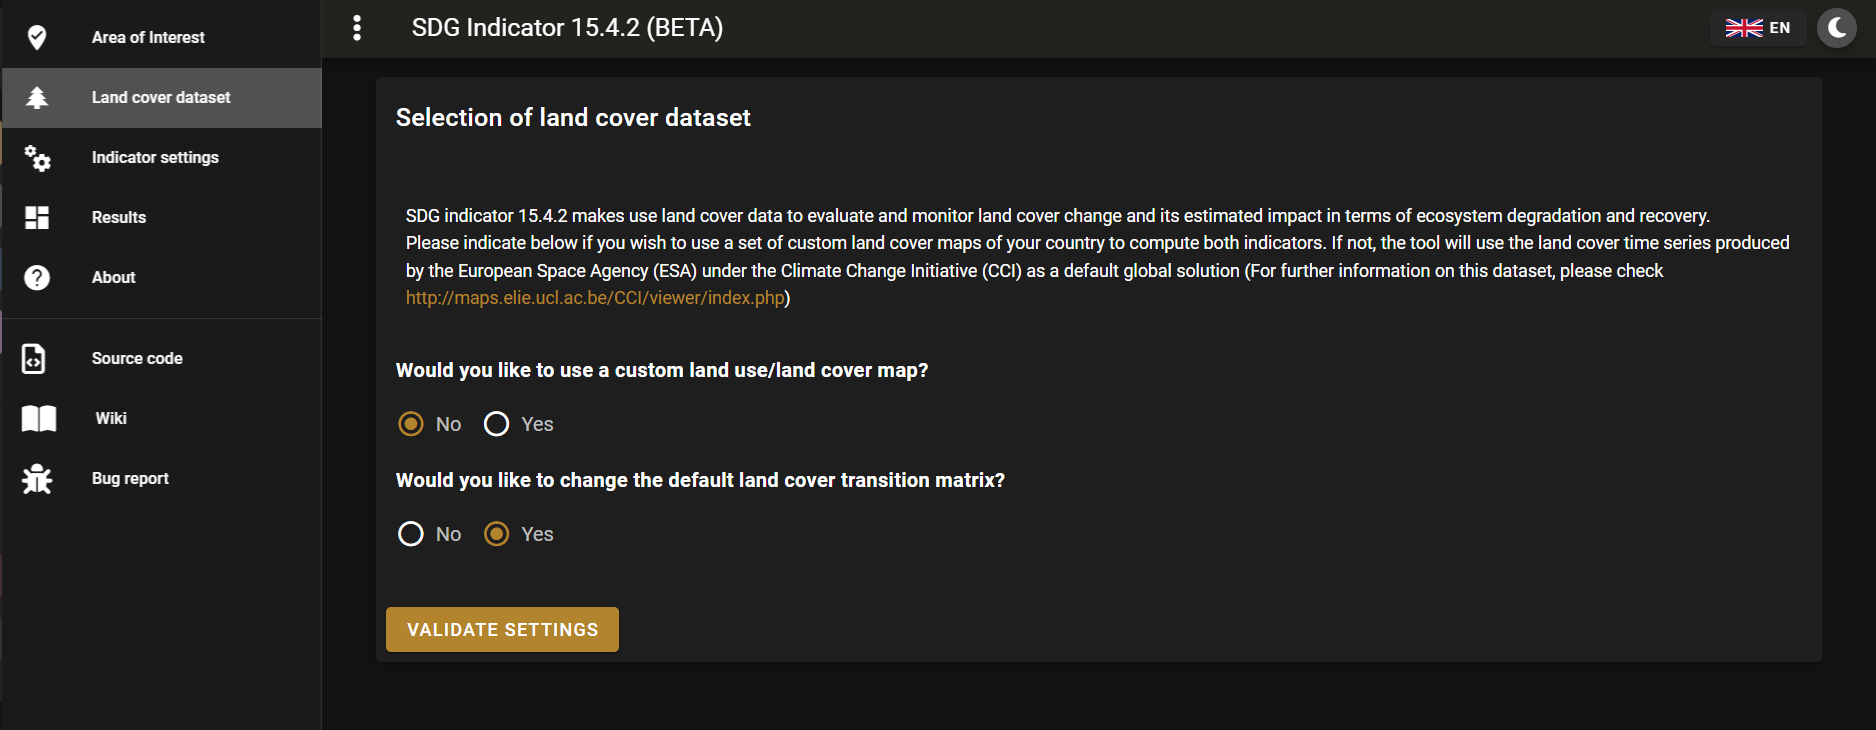 Area of Interest
Land cover dataset
Indicator settings
Results
About
Source code
Wiki
Bug report
SDG Indicator 15.4.2 (BETA)
EN
Selection of land cover dataset
SDG indicator 15.4.2 makes use land cover data to evaluate and monitor land cover change and its estimated impact in terms of ecosystem degradation and recovery.
Please indicate below if you wish to use a set of custom land cover maps of your country to compute both indicators. If not, the tool will use the land cover time series produced
by the European Space Agency (ESA) under the Climate Change Initiative (CCI) as a default global solution (For further information on this dataset, please check
http://maps.elie.ucl.ac.be/CCI/viewer/index.php)
Would you like to use a custom land use/land cover map?
No Yes
Would you like to change the default land cover transition matrix?
No Yes
VALIDATE SETTINGS